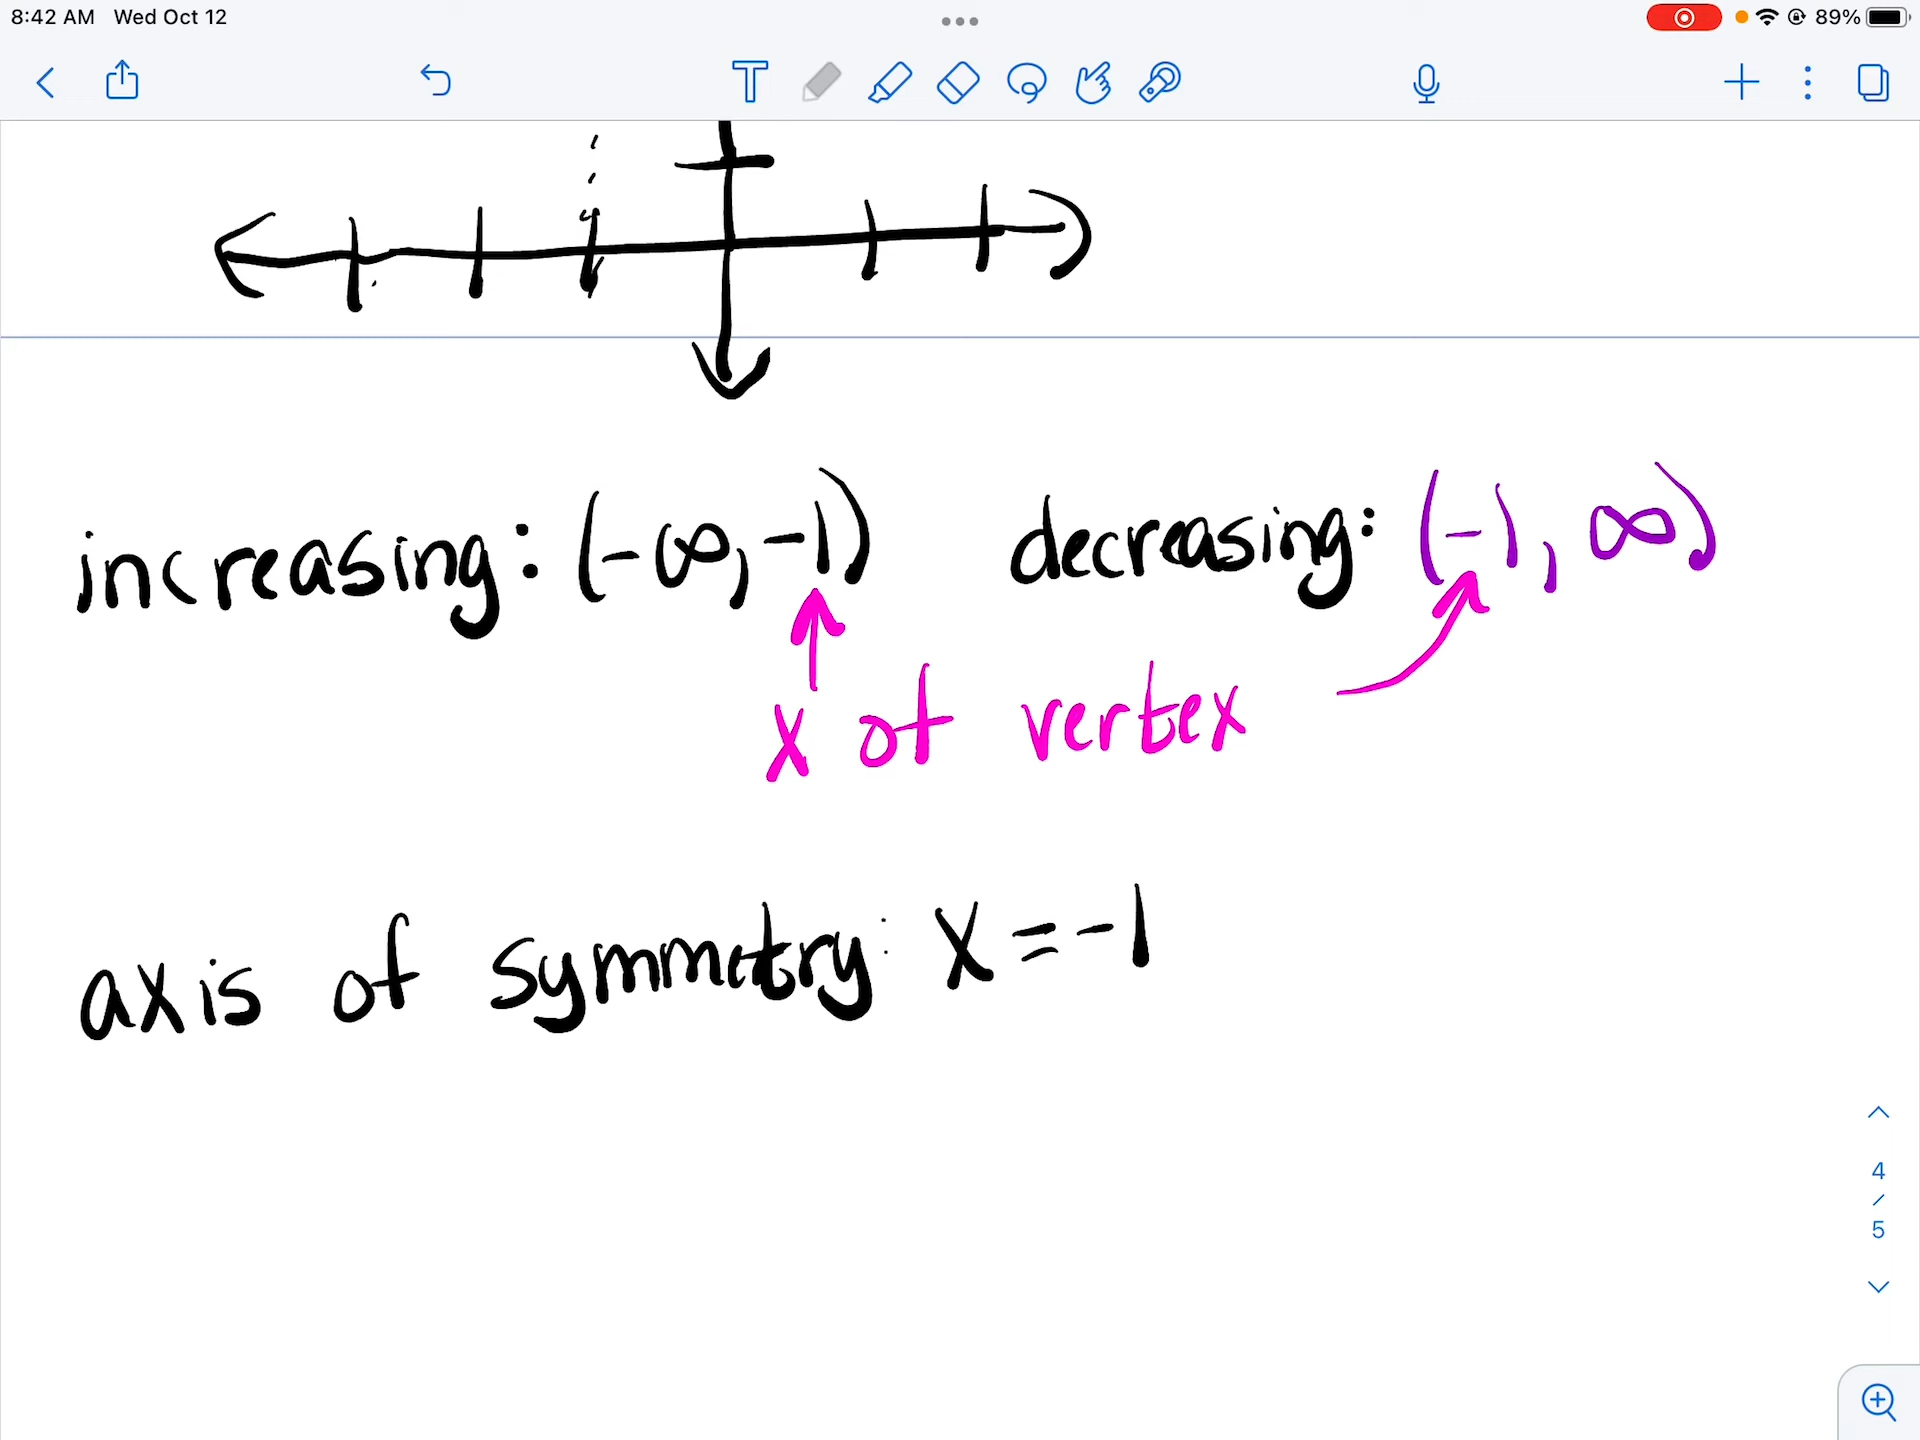 8:42 AM Wed Oct 12 89%
increasing: (-∞, -1) decreasing: (-1, ∞)
x of vertex
axis of symmetry: x = -1
4
/
5